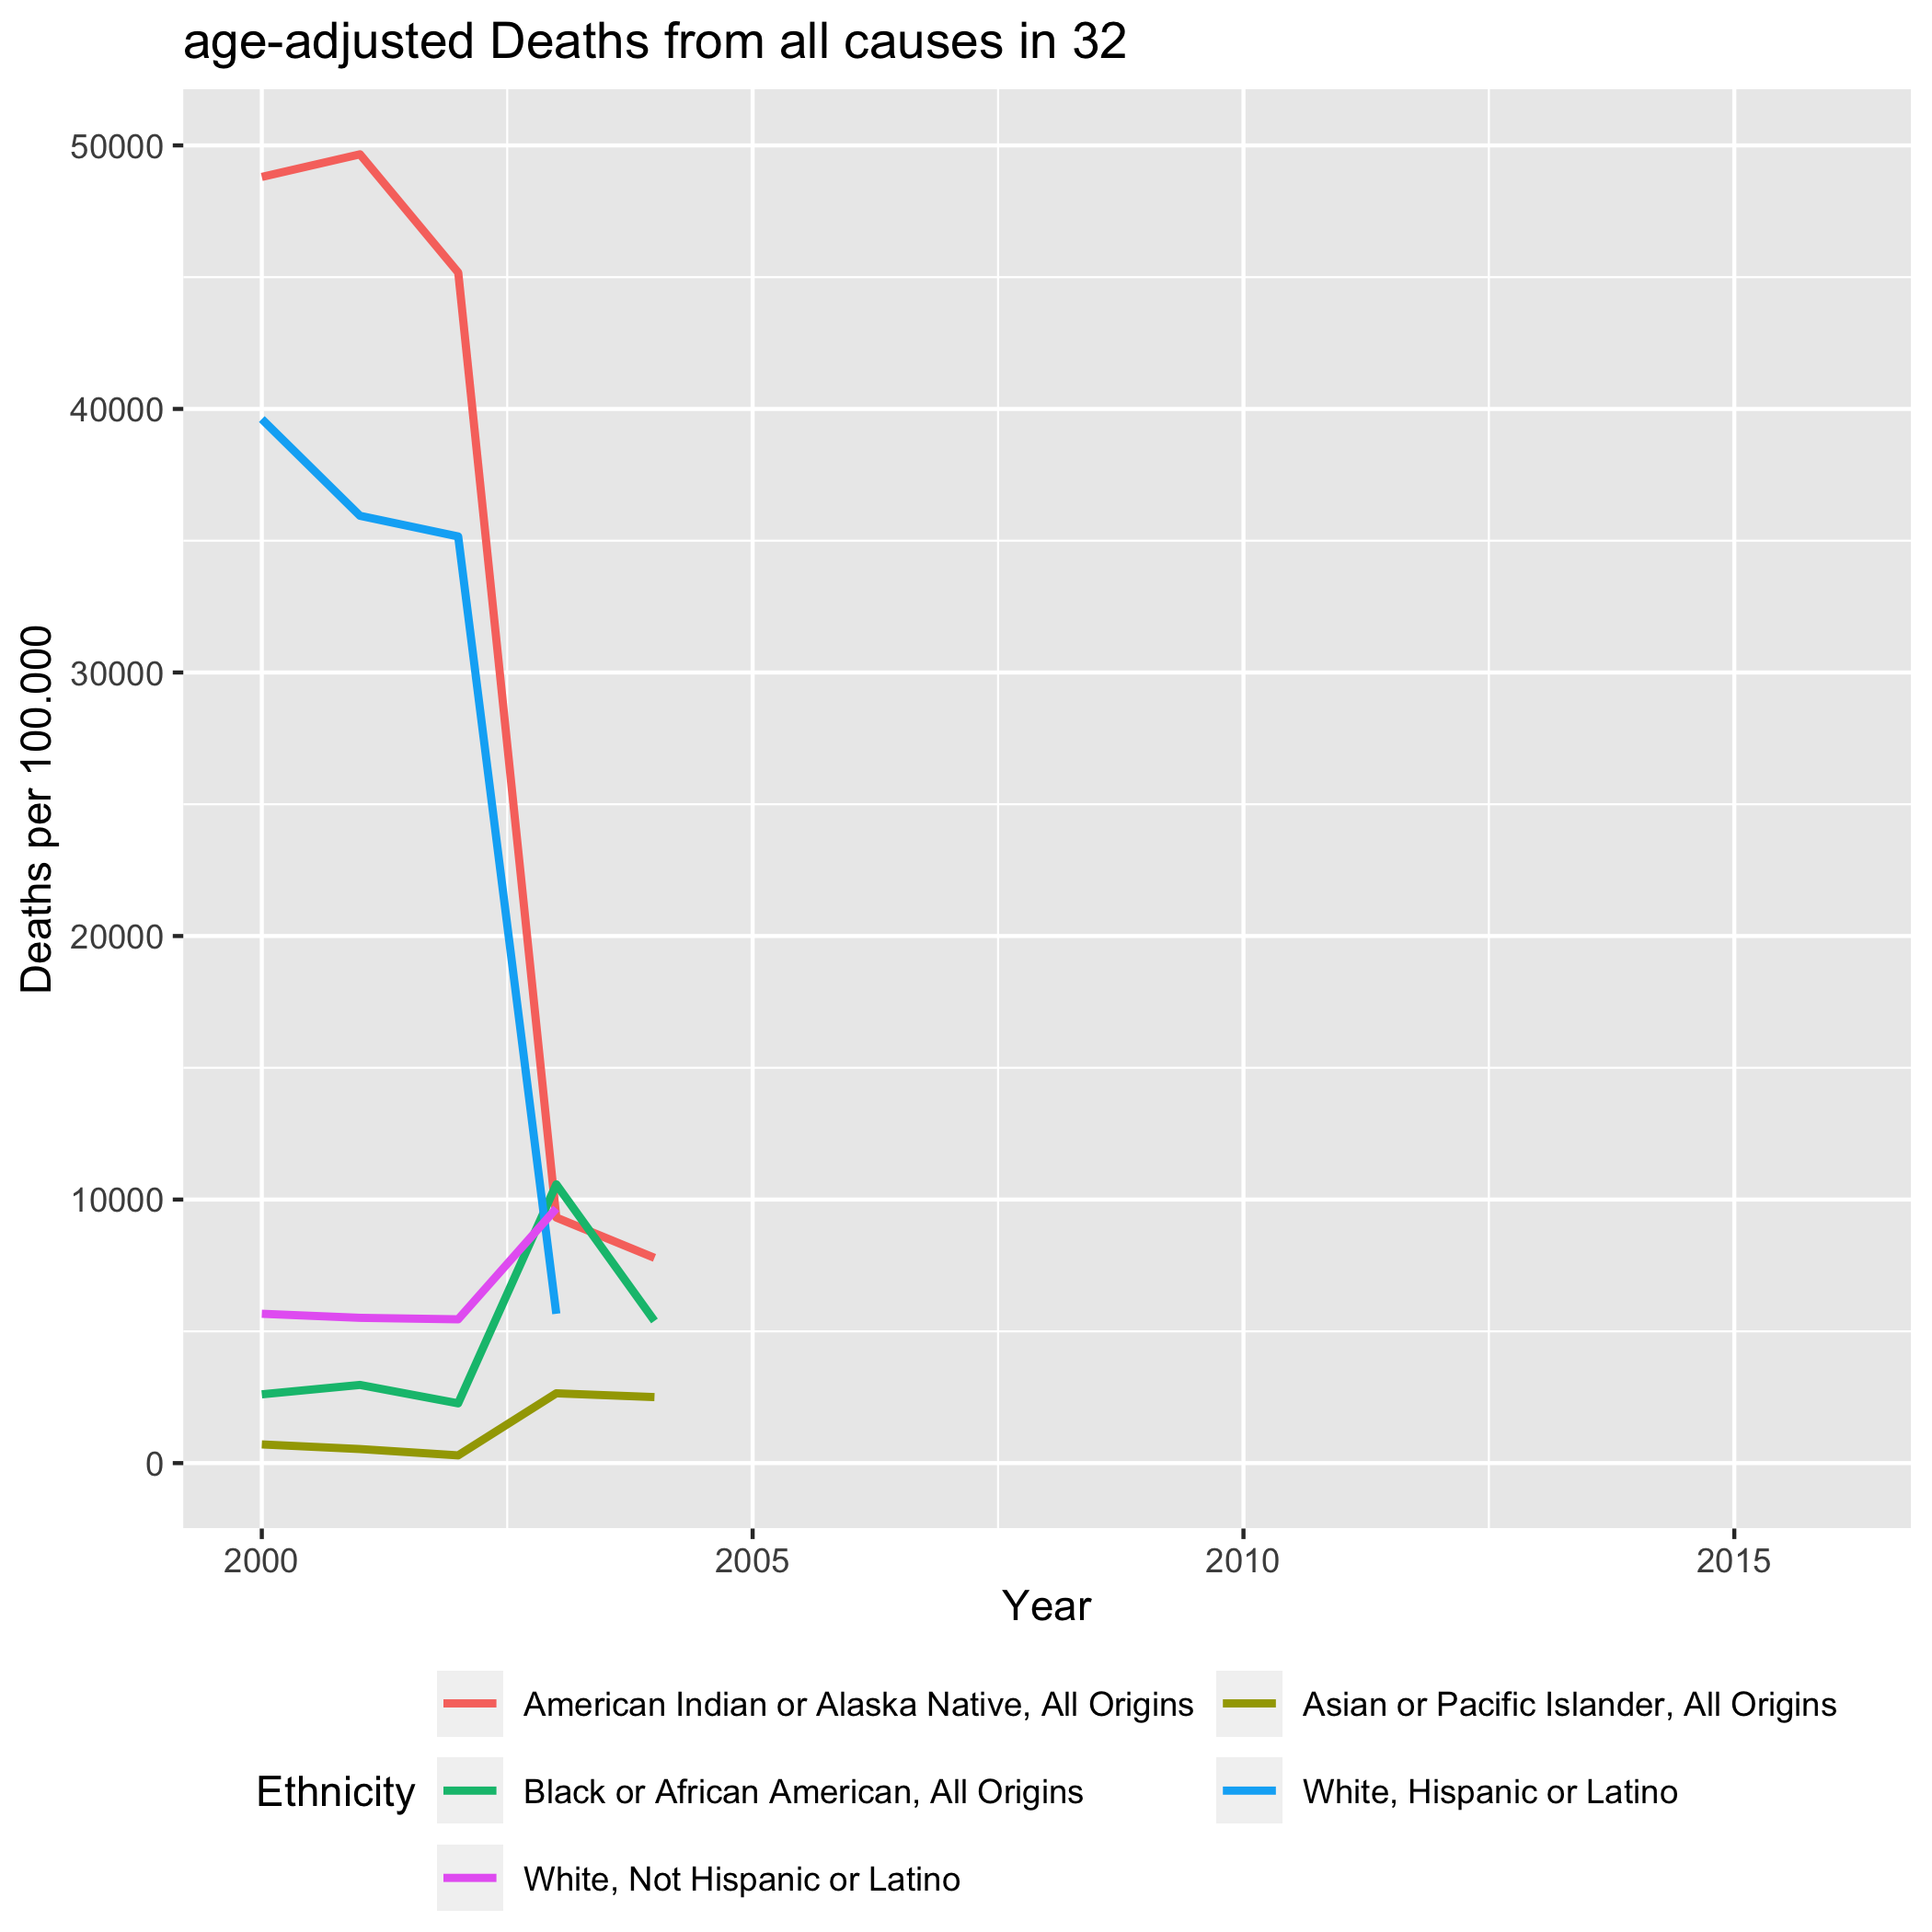 age-adjusted Deaths from all causes in 32
Deaths per 100.000
50000
40000
30000
20000
10000
0
2000 2005 2010 2015
Year
Ethnicity
American Indian or Alaska Native, All Origins
Asian or Pacific Islander, All Origins
Black or African American, All Origins
White, Hispanic or Latino
White, Not Hispanic or Latino